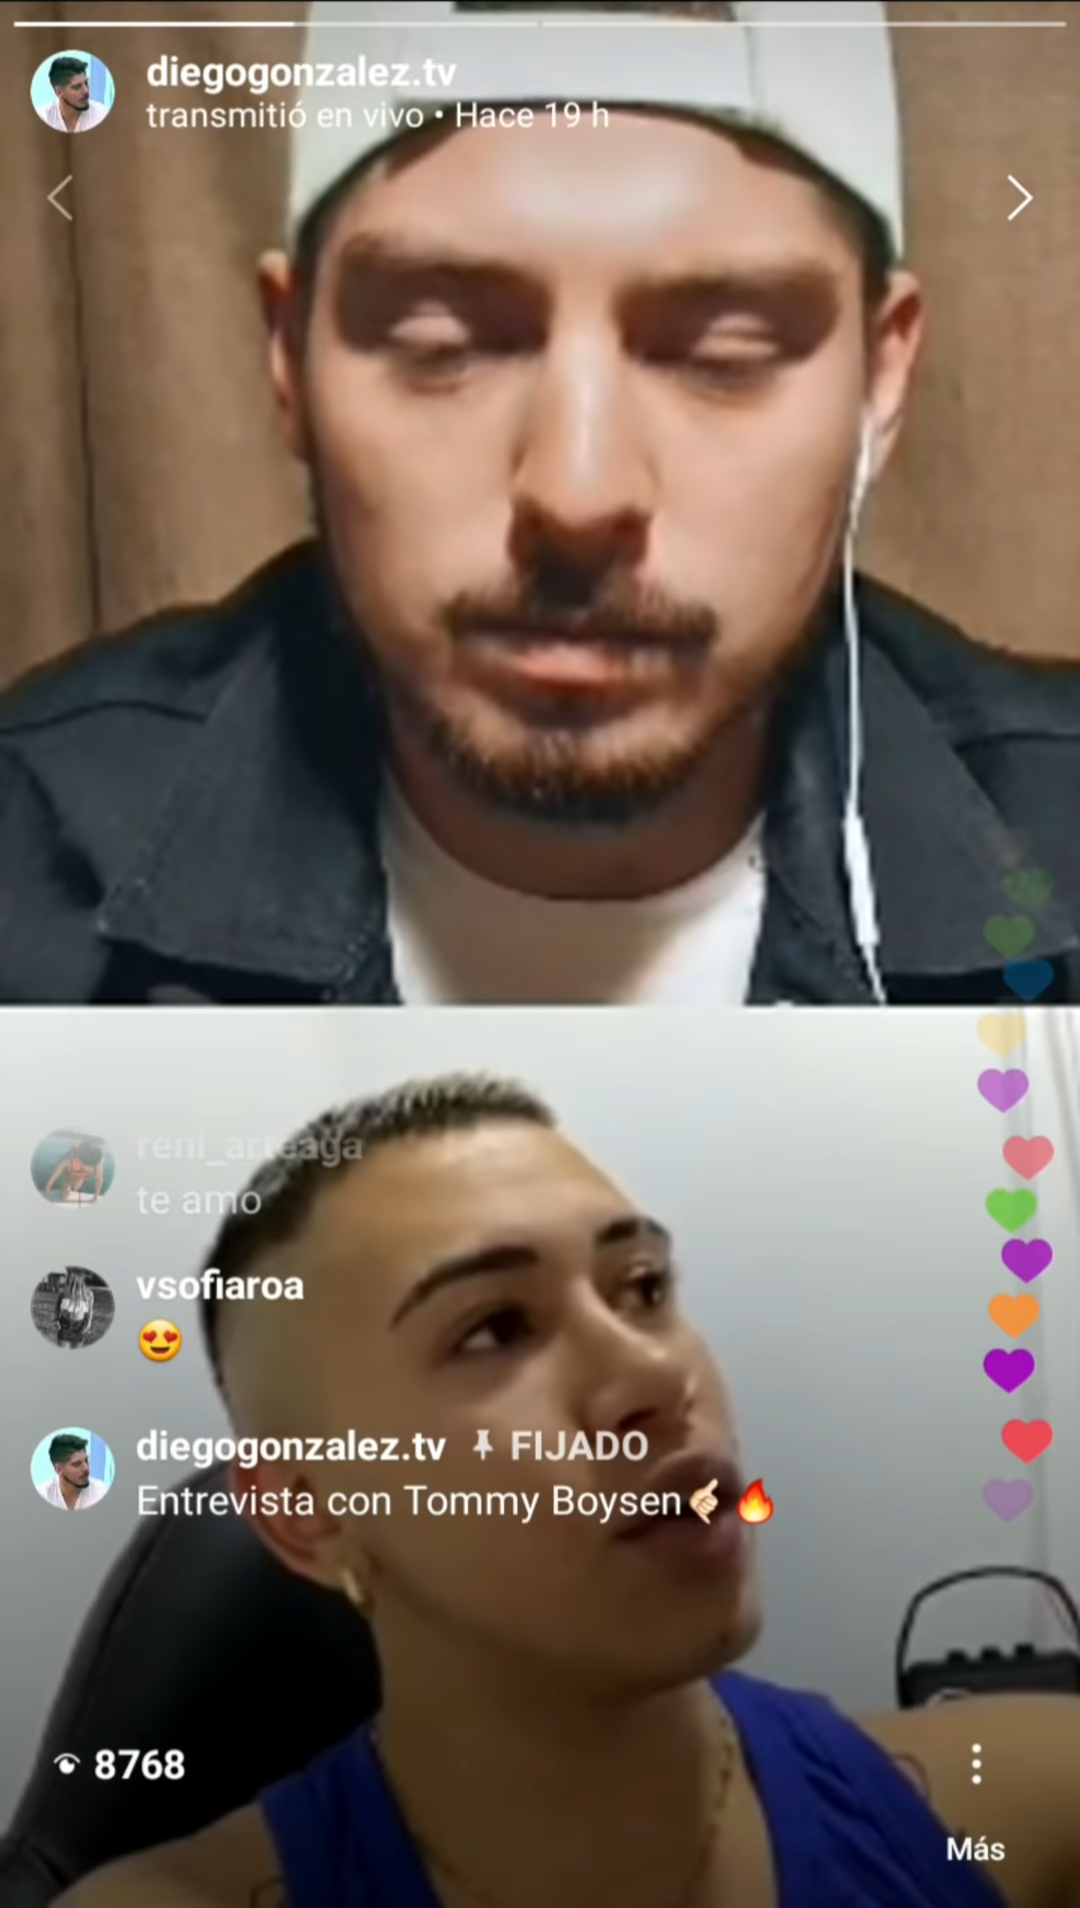 diegogonzalez.tv
transmitió en vivo • Hace 19 h
reni_arteaga
te amo
vsofiaroa
😍
diegogonzalez.tv FIJADO
Entrevista con Tommy Boysen🤙🏻🔥
8768
Más